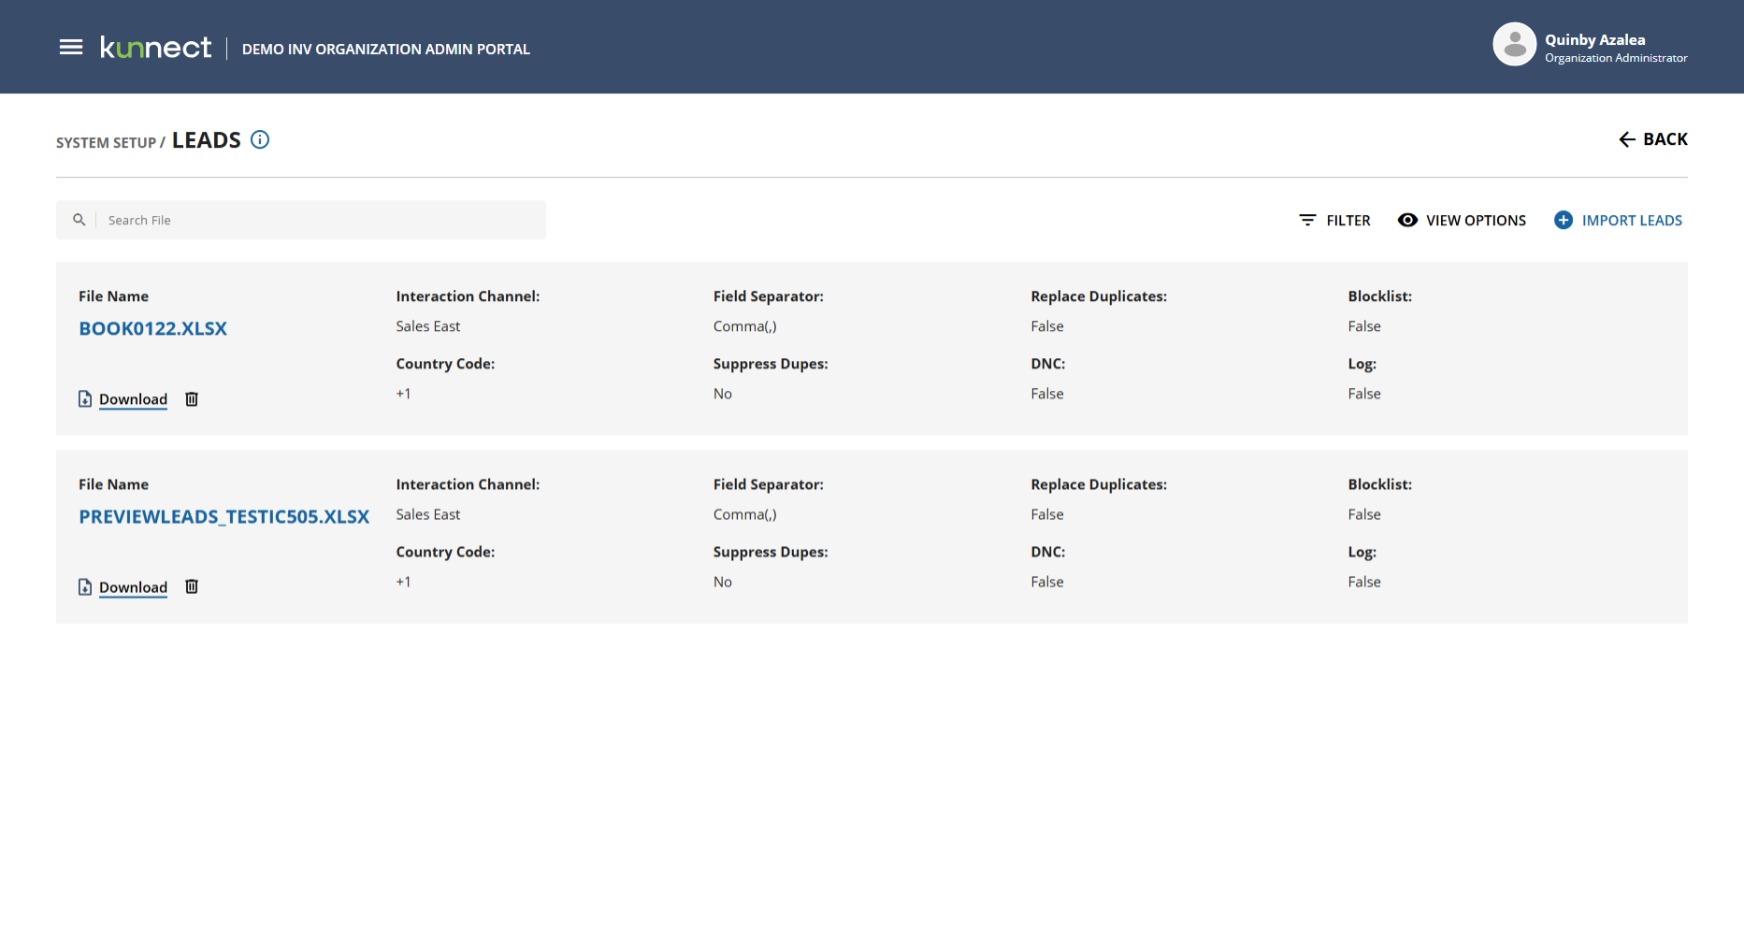 kunnect DEMO INV ORGANIZATION ADMIN PORTAL
Quinby Azalea
Organization Administrator
SYSTEM SETUP / LEADS
BACK
Search File
FILTER VIEW OPTIONS IMPORT LEADS
File Name Interaction Channel: Field Separator: Replace Duplicates: Blocklist:
BOOK0122.XLSX Sales East Comma(,) False False
Country Code: Suppress Dupes: DNC: Log:
Download +1 No False False
File Name Interaction Channel: Field Separator: Replace Duplicates: Blocklist:
PREVIEWLEADS_TESTIC505.XLSX Sales East Comma(,) False False
Country Code: Suppress Dupes: DNC: Log:
Download +1 No False False